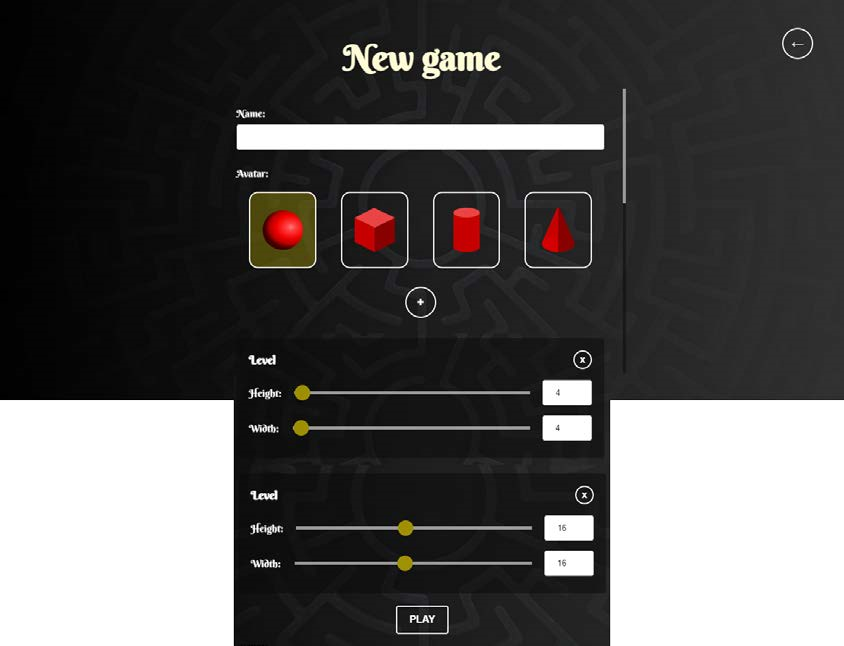 ←
New game
Name:
Avatar:
+
Level x
Height: 4
Width: 4
Level x
Height: 16
Width: 16
PLAY